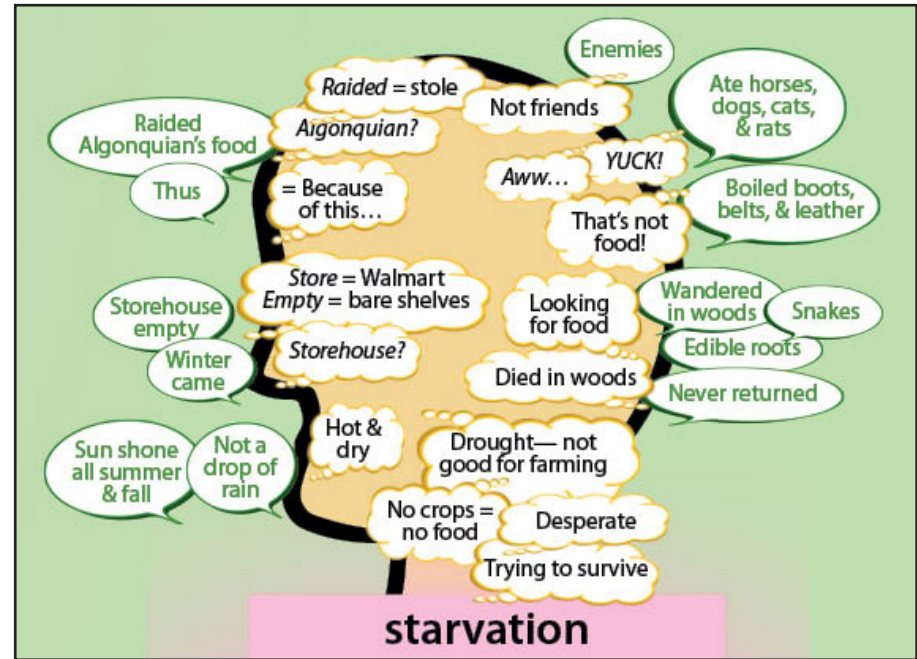 Enemies
Raided = stole
Not friends
Ate horses,
dogs, cats,
& rats
Raided
Algonquian's food
Algonquian?
YUCK!
Aww...
Thus
= Because
of this...
Boiled boots,
belts, & leather
That's not
food!
Store = Walmart
Empty = bare shelves
Looking
for food
Wandered
in woods
Snakes
Storehouse
empty
Storehouse?
Edible roots
Winter
came
Died in woods
Never returned
Hot &
dry
Drought— not
good for farming
Sun shone
all summer
& fall
Not a
drop of
rain
No crops =
no food
Desperate
Trying to survive
starvation